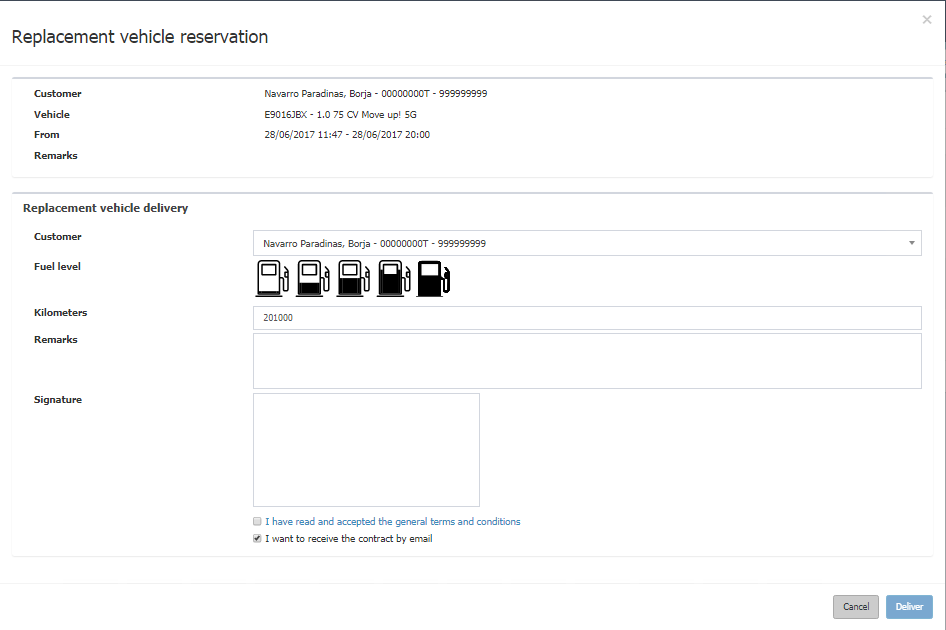 ×
Replacement vehicle reservation
Customer Navarro Paradinas, Borja - 00000000T - 999999999
Vehicle E9016JBX - 1.0 75 CV Move up! 5G
From 28/06/2017 11:47 - 28/06/2017 20:00
Remarks
Replacement vehicle delivery
Customer Navarro Paradinas, Borja - 00000000T - 999999999
Fuel level
Kilometers 201000
Remarks
Signature
I have read and accepted the general terms and conditions
I want to receive the contract by email
Cancel Deliver